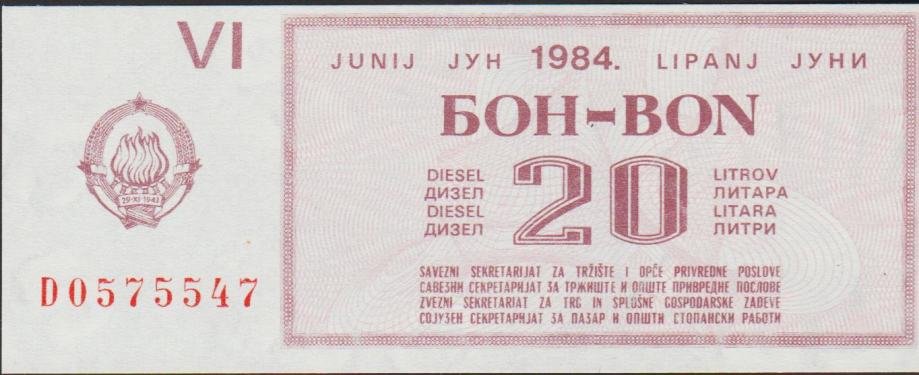 VI
JUNIJ ЈУН 1984. LIPANJ ЈУНИ
БОН-BON
DIESEL 20 LITROV
ДИЗЕЛ ЛИТАРА
DIESEL LITARA
ДИЗЕЛ ЛИТРИ
29·XI·1943
D0575547
SAVEZNI SEKRETARIJAT ZA TRŽIŠTE I OPĆE PRIVREDNE POSLOVE
САВЕЗНИ СЕКРЕТАРИЈАТ ЗА ТРЖИШТЕ И ОПШТЕ ПРИВРЕДНЕ ПОСЛОВЕ
ZVEZNI SEKRETARIAT ZA TRG IN SPLOŠNE GOSPODARSKE ZADEVE
СОЈУЗЕН СЕКРЕТАРИЈАТ ЗА ПАЗАР И ОПШТИ СТОПАНСКИ РАБОТИ